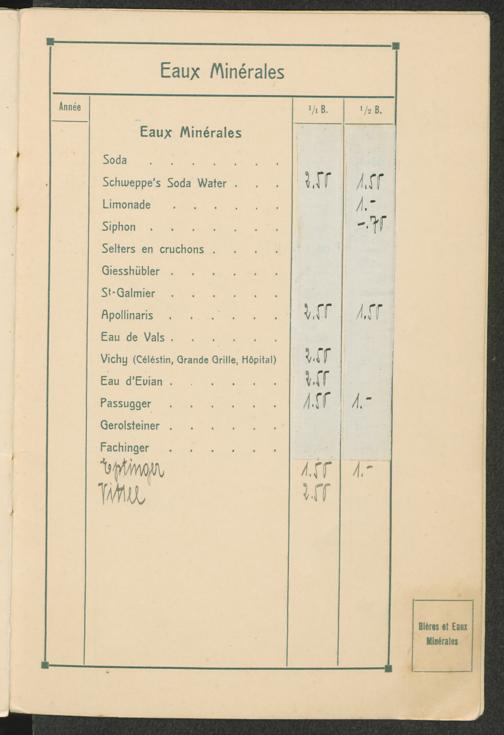 Eaux Minérales
Année 1/1 B. 1/2 B.
Eaux Minérales
Soda . . . . . . .
Schweppe's Soda Water . . . 2.50 1.50
Limonade . . . . . . 1.-
Siphon . . . . . . . -.70
Selters en cruchons . . . .
Giesshübler . . . . . .
St-Galmier . . . . . .
Apollinaris . . . . . . 2.50 1.50
Eau de Vals . . . . . .
Vichy (Céléstin, Grande Grille, Hôpital) 2.50
Eau d'Evian . . . . . . 2.50
Passugger . . . . . . 1.50 1.-
Gerolsteiner . . . . . .
Fachinger . . . . . .
Eptinger 1.50 1.-
Vittel 2.50
Bières et Eaux
Minérales